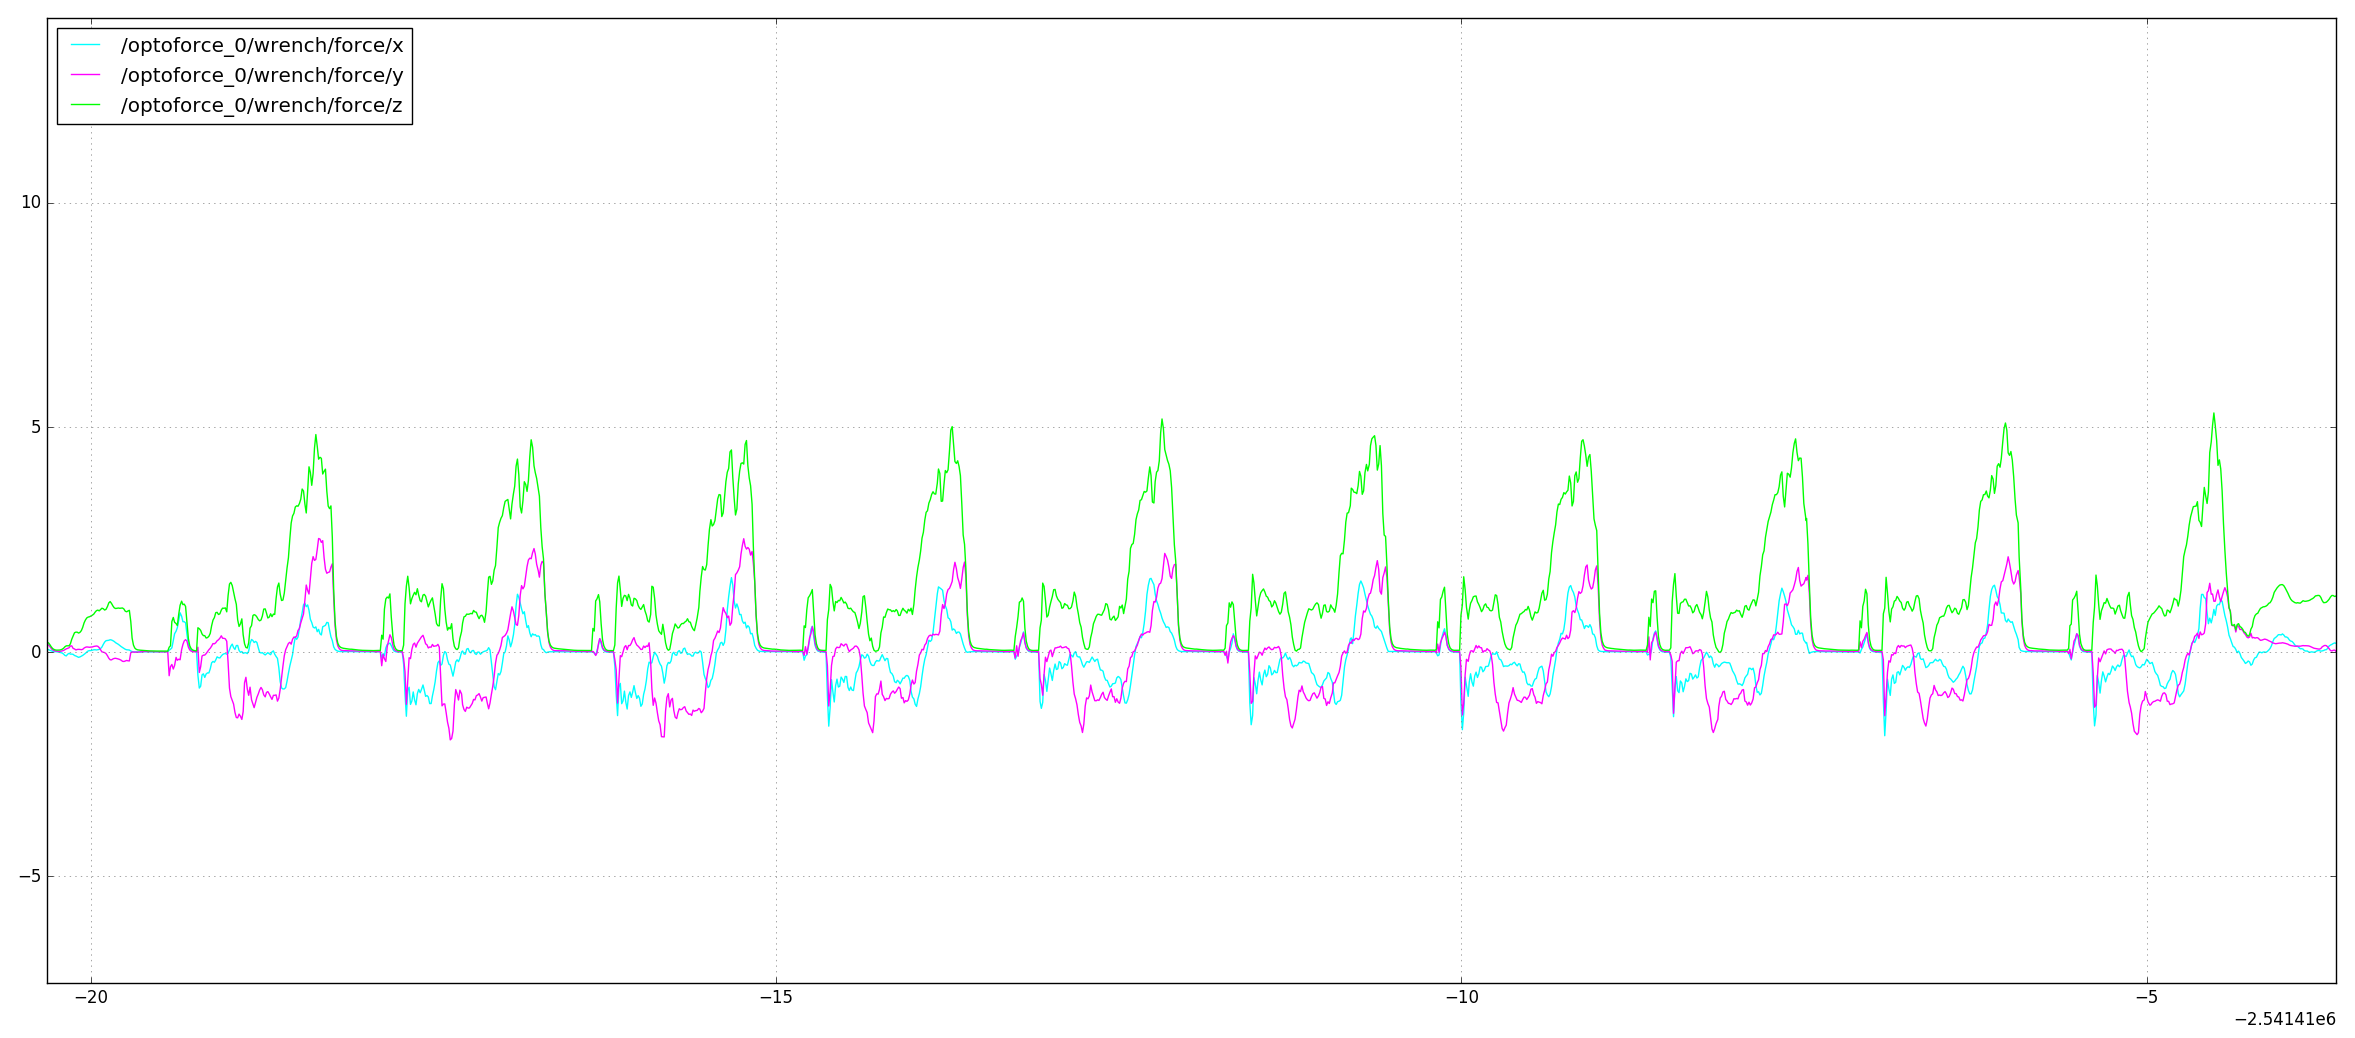 /optoforce_0/wrench/force/x
/optoforce_0/wrench/force/y
/optoforce_0/wrench/force/z
10
5
0
−5
−20 −15 −10 −5
−2.54141e6